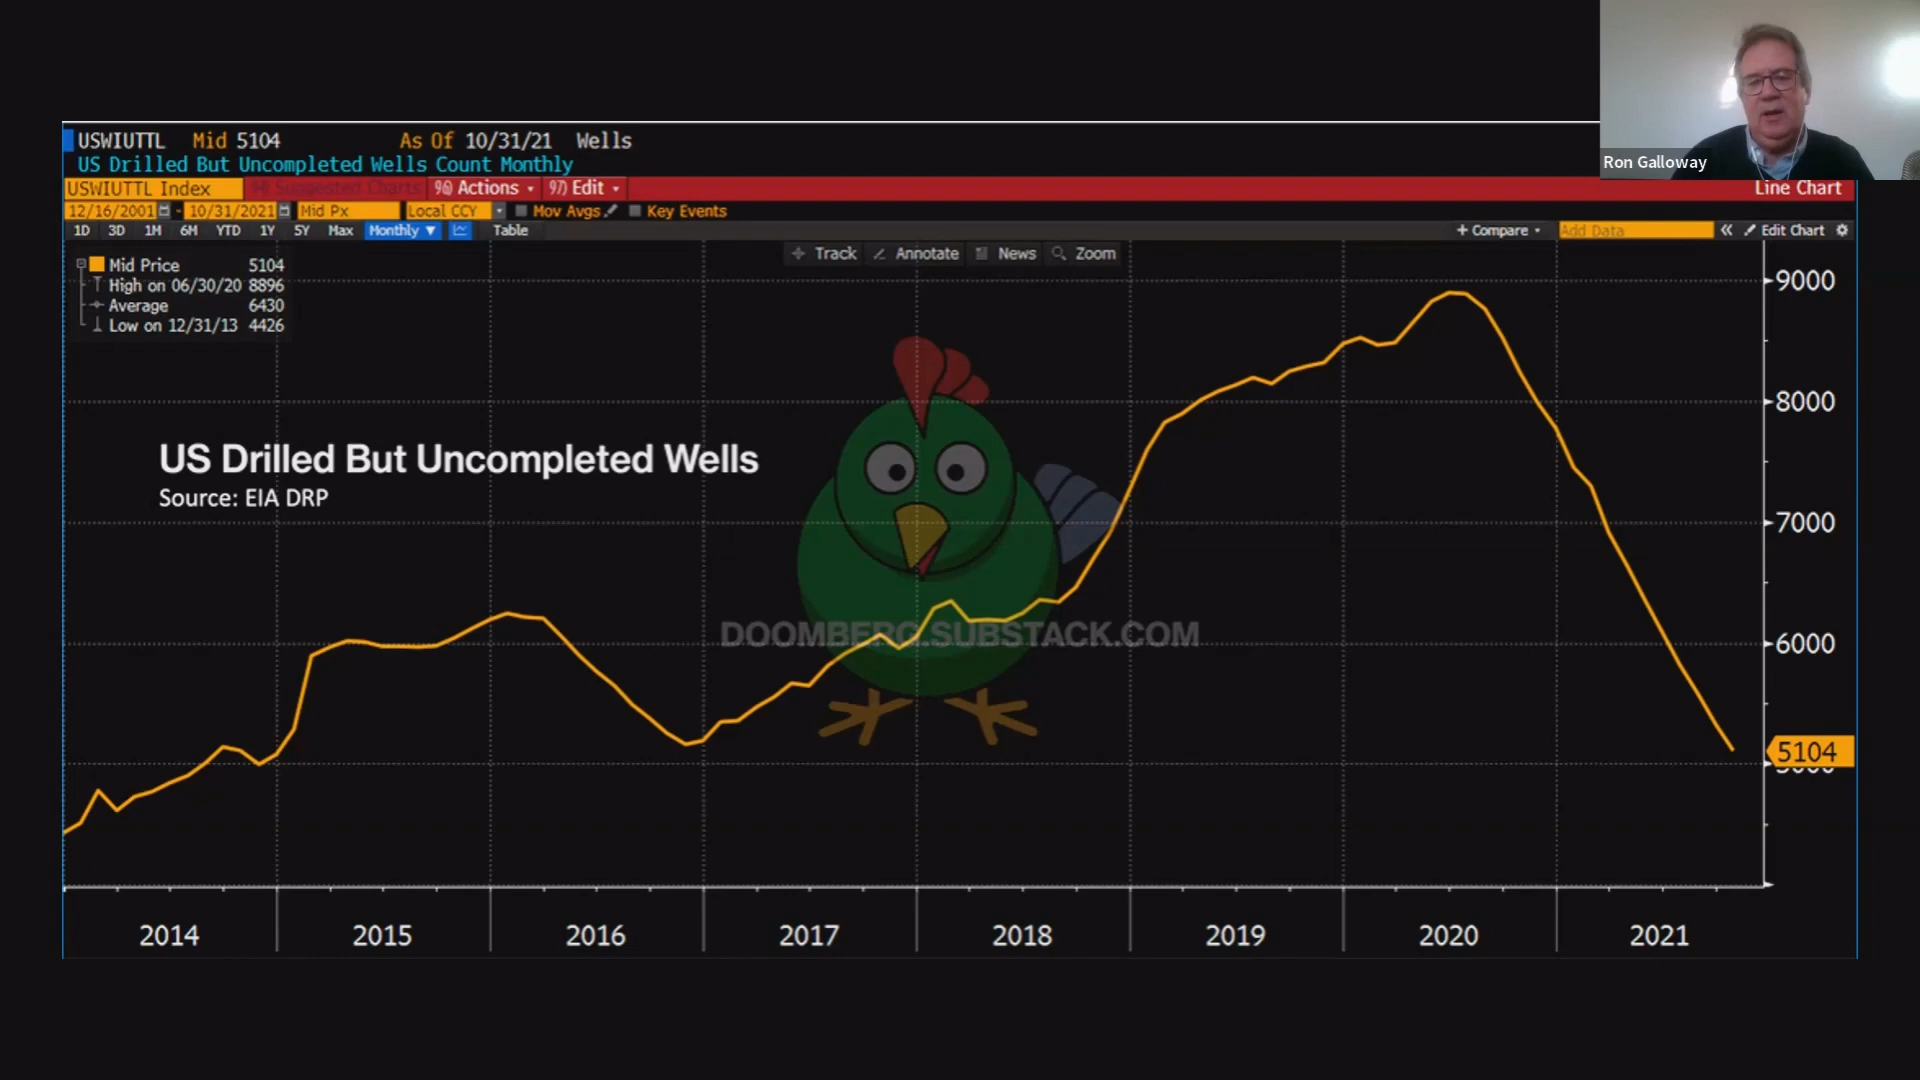 Ron Galloway
USWIUTTL Mid 5104 As Of 10/31/21 Wells
US Drilled But Uncompleted Wells Count Monthly
USWIUTTL Index Suggested Charts 96) Actions 97) Edit Line Chart
12/16/2001 - 10/31/2021 Mid Px Local CCY Mov Avgs Key Events
1D 3D 1M 6M YTD 1Y 5Y Max Monthly ▼ Table + Compare Add Data « Edit Chart
Track Annotate News Zoom
Mid Price 5104
High on 06/30/20 8896
Average 6430
Low on 12/31/13 4426
US Drilled But Uncompleted Wells
Source: EIA DRP
DOOMBERG.SUBSTACK.COM
9000
8000
7000
6000
5104
5000
2014 2015 2016 2017 2018 2019 2020 2021